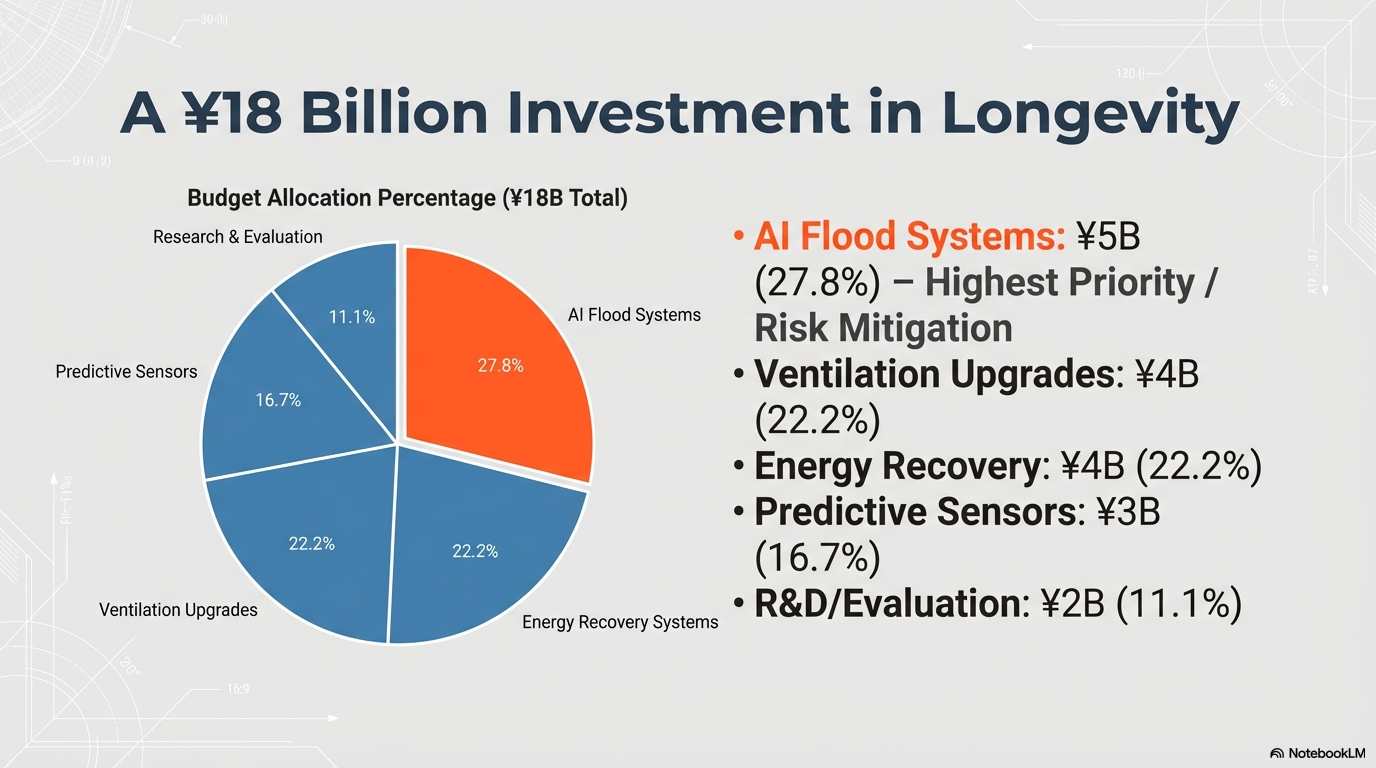 A ¥18 Billion Investment in Longevity
Budget Allocation Percentage (¥18B Total)
Research & Evaluation
11.1%
AI Flood Systems
27.8%
Predictive Sensors
16.7%
22.2%
22.2%
Ventilation Upgrades
Energy Recovery Systems
• AI Flood Systems: ¥5B
(27.8%) – Highest Priority /
Risk Mitigation
• Ventilation Upgrades: ¥4B
(22.2%)
• Energy Recovery: ¥4B (22.2%)
• Predictive Sensors: ¥3B
(16.7%)
• R&D/Evaluation: ¥2B (11.1%)
20°
16:9
NotebookLM